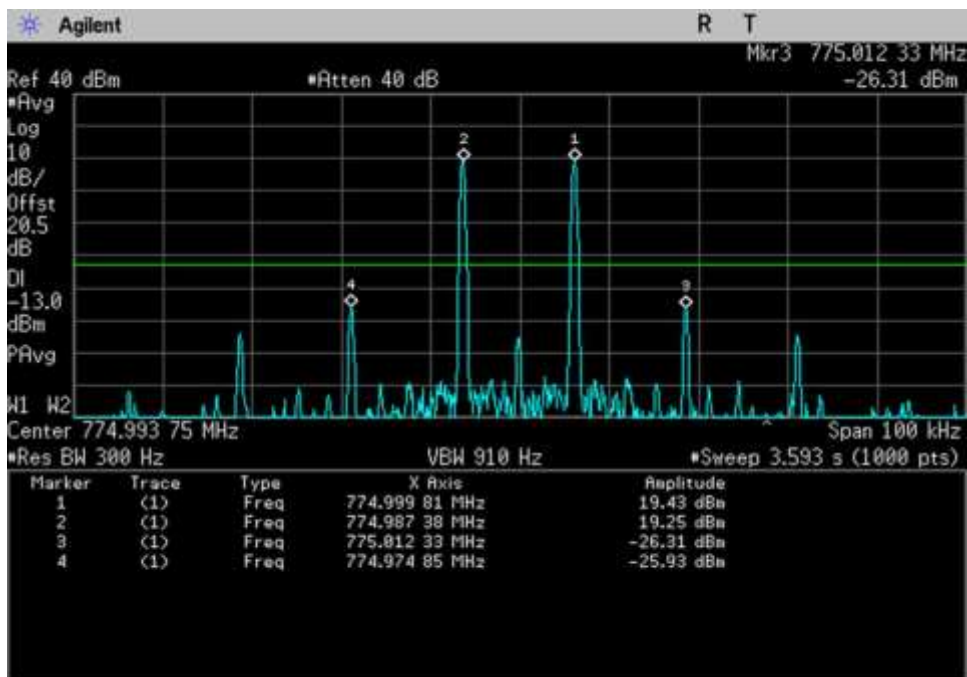 Agilent R T
Mkr3 775.012 33 MHz
Ref 40 dBm #Atten 40 dB -26.31 dBm
#Avg
Log
10
dB/
Offst
20.5
dB
DI
-13.0
dBm
PAvg
W1 W2
2 1
4 3
Center 774.993 75 MHz Span 100 kHz
#Res BW 300 Hz VBW 910 Hz #Sweep 3.593 s (1000 pts)
Marker Trace Type X Axis Amplitude
1 (1) Freq 774.999 81 MHz 19.43 dBm
2 (1) Freq 774.987 38 MHz 19.25 dBm
3 (1) Freq 775.012 33 MHz -26.31 dBm
4 (1) Freq 774.974 85 MHz -25.93 dBm